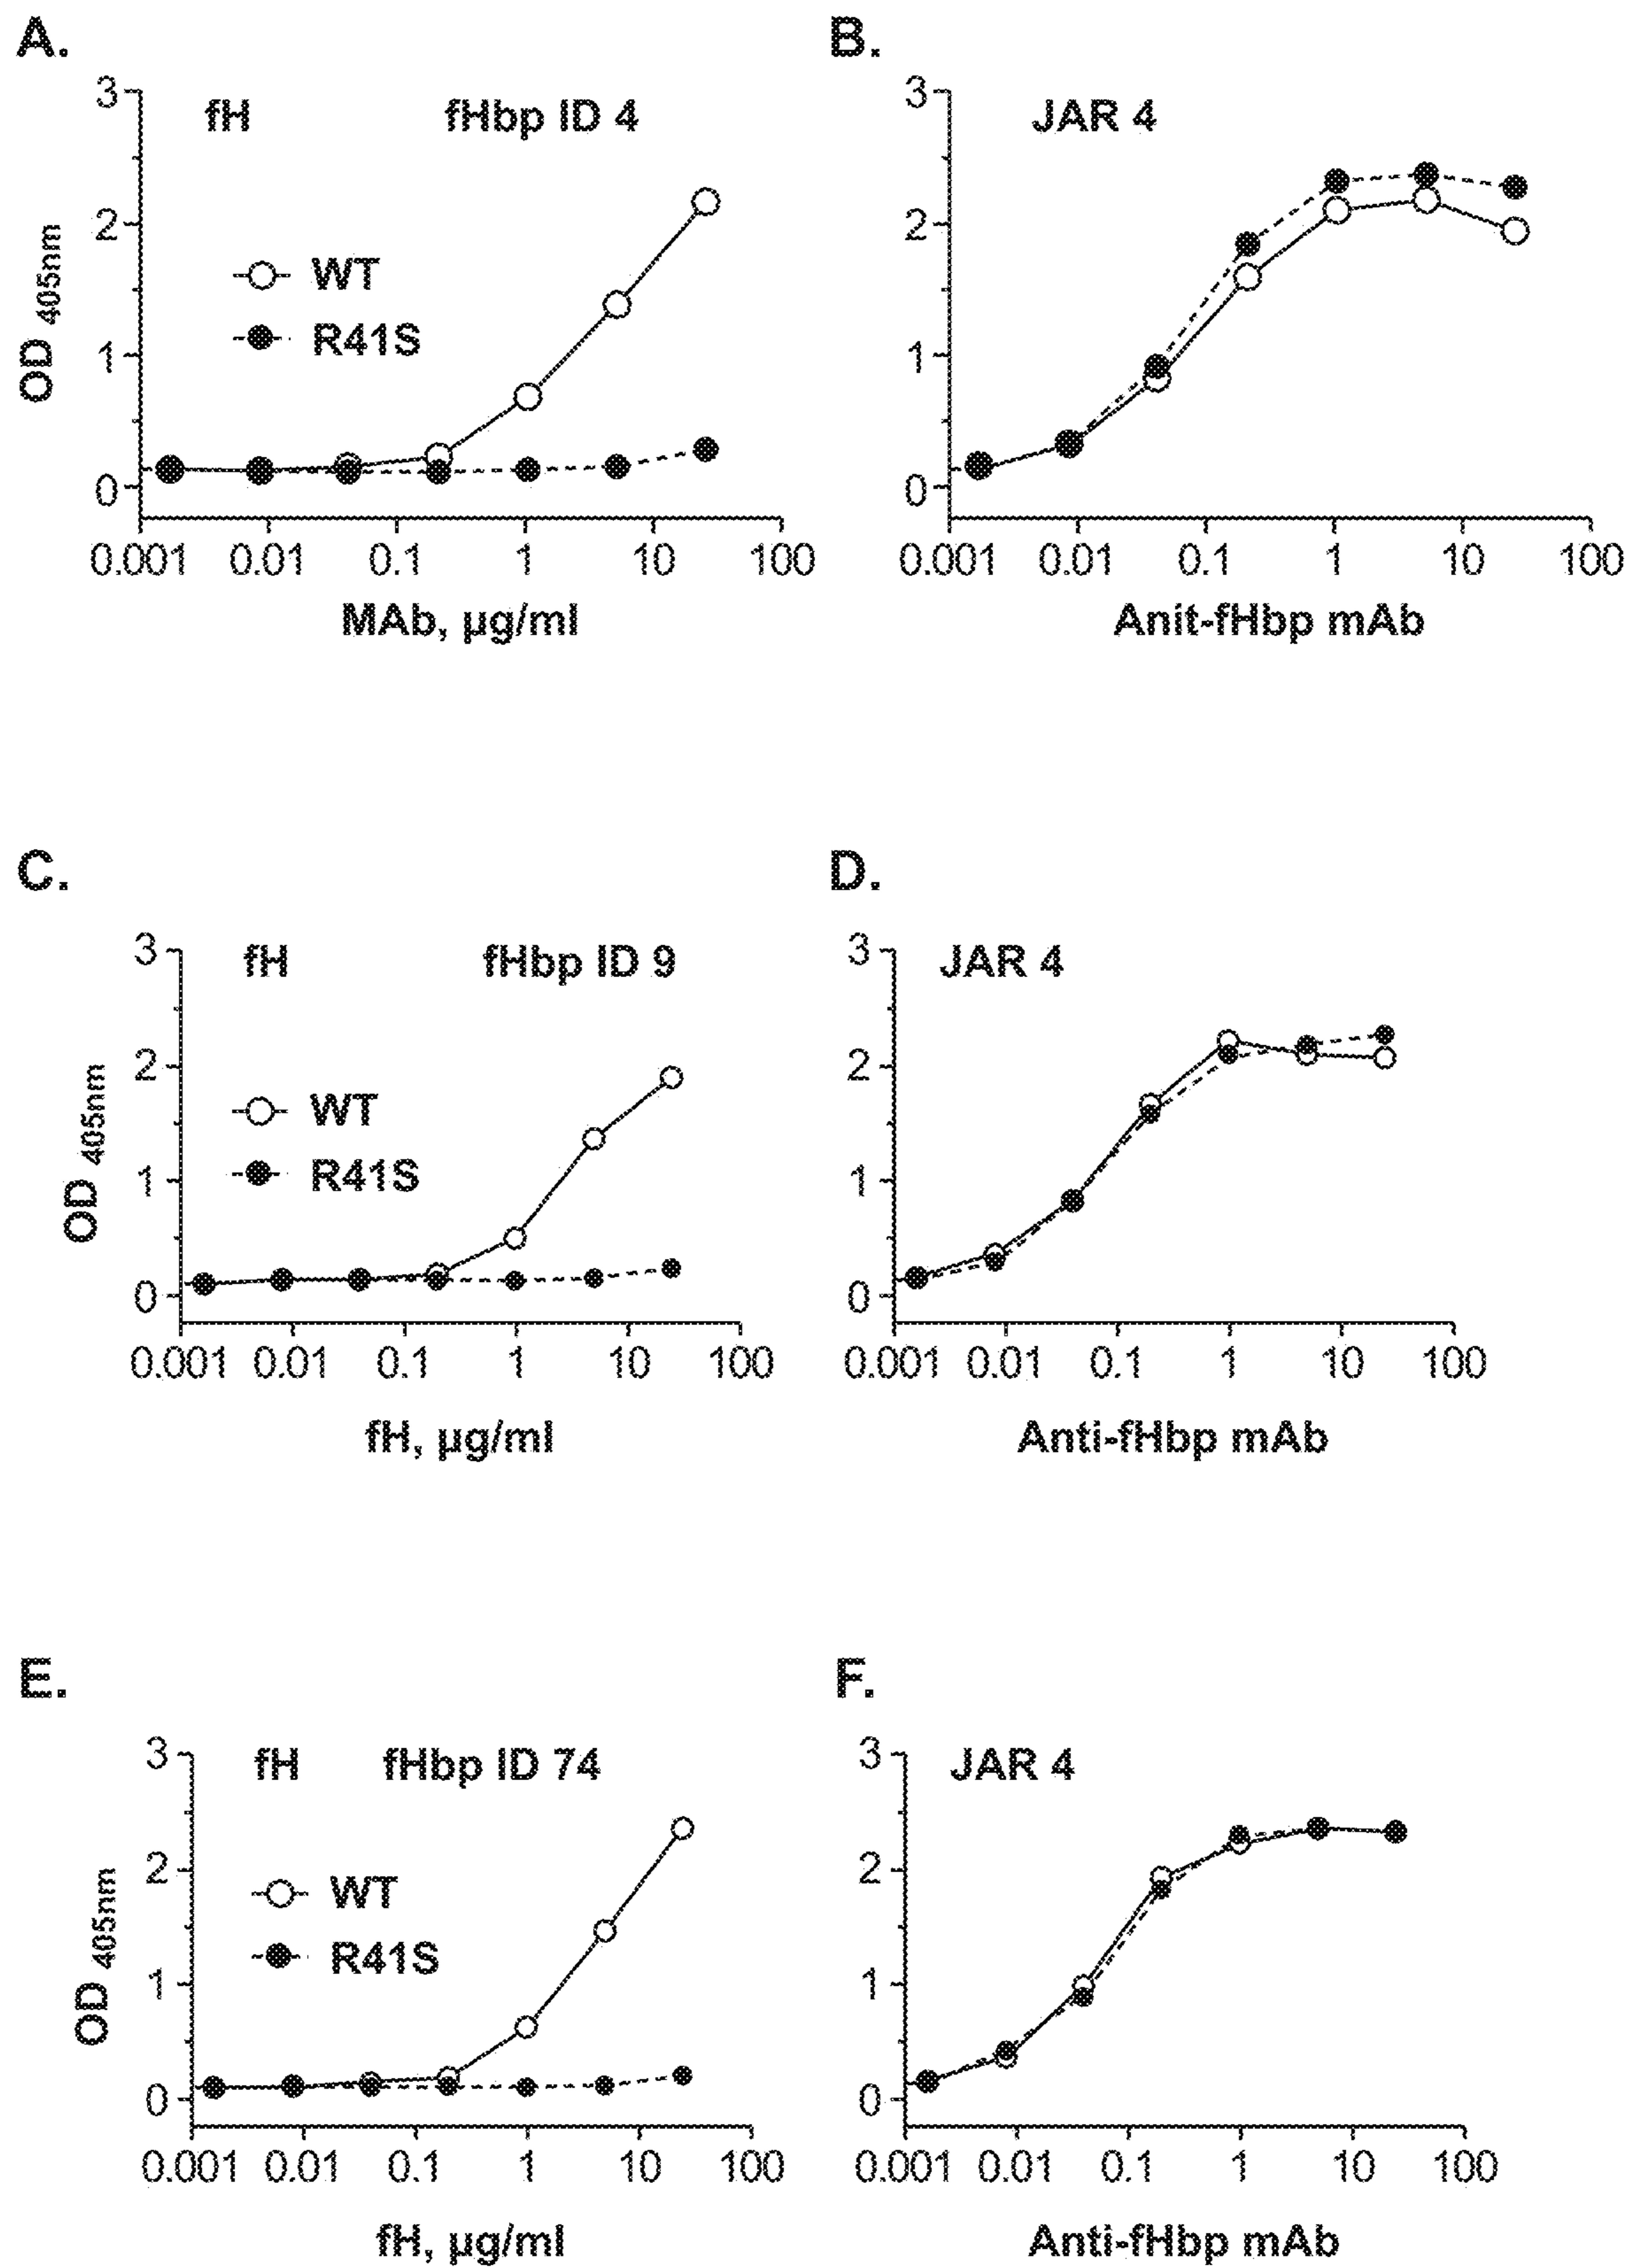 A.
fH fHbp ID 4
3
2
1
0
OD 405nm
WT
R41S
0.001 0.01 0.1 1 10 100
MAb, µg/ml
B.
JAR 4
3
2
1
0
0.001 0.01 0.1 1 10 100
Anit-fHbp mAb
C.
fH fHbp ID 9
3
2
1
0
OD 405nm
WT
R41S
0.001 0.01 0.1 1 10 100
fH, µg/ml
D.
JAR 4
3
2
1
0
0.001 0.01 0.1 1 10 100
Anti-fHbp mAb
E.
fH fHbp ID 74
3
2
1
0
OD 405nm
WT
R41S
0.001 0.01 0.1 1 10 100
fH, µg/ml
F.
JAR 4
3
2
1
0
0.001 0.01 0.1 1 10 100
Anti-fHbp mAb